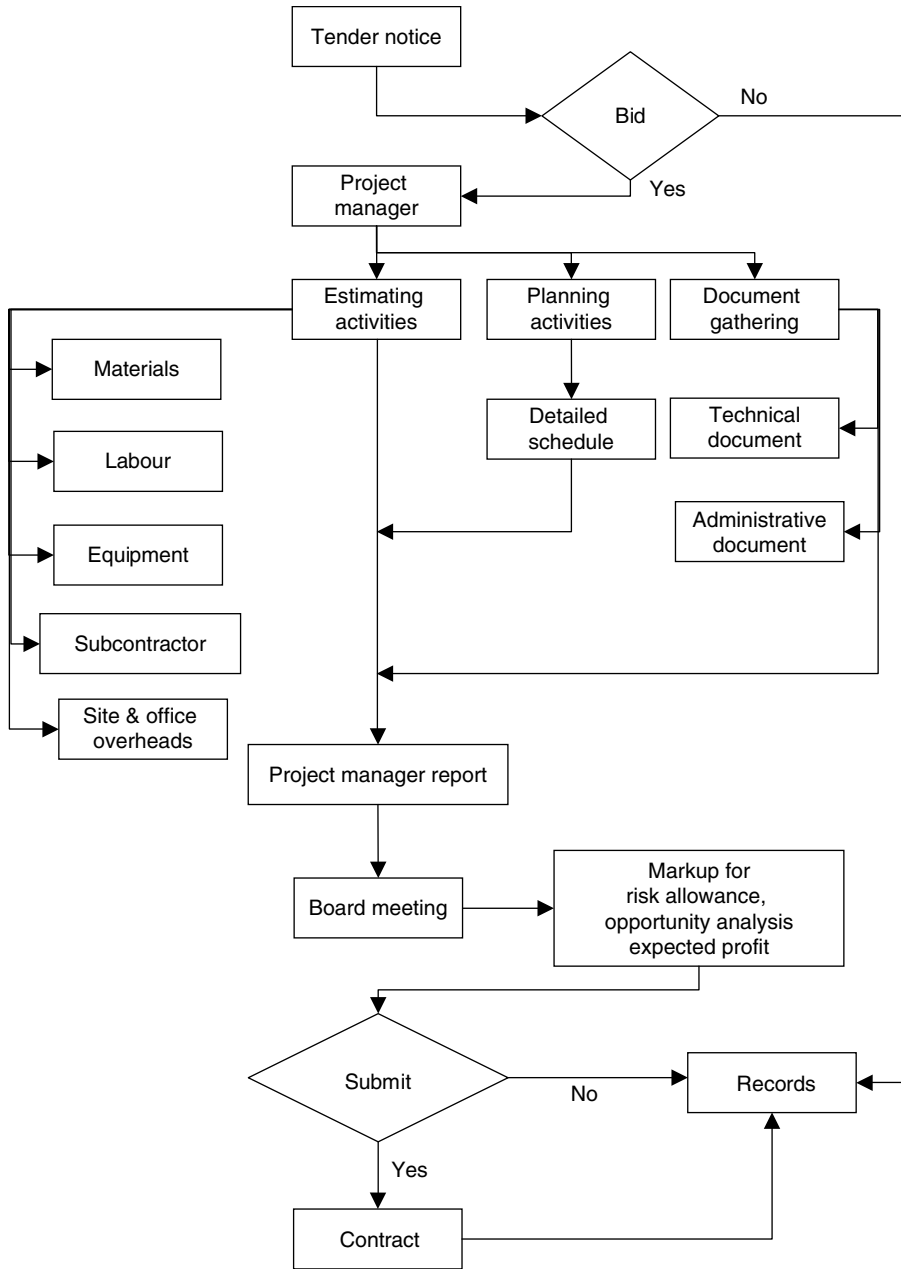 Tender notice
Bid
No
Yes
Project
manager
Estimating
activities
Planning
activities
Document
gathering
Materials
Detailed
schedule
Technical
document
Labour
Administrative
document
Equipment
Subcontractor
Site & office
overheads
Project manager report
Board meeting
Markup for
risk allowance,
opportunity analysis
expected profit
Submit
No
Records
Yes
Contract